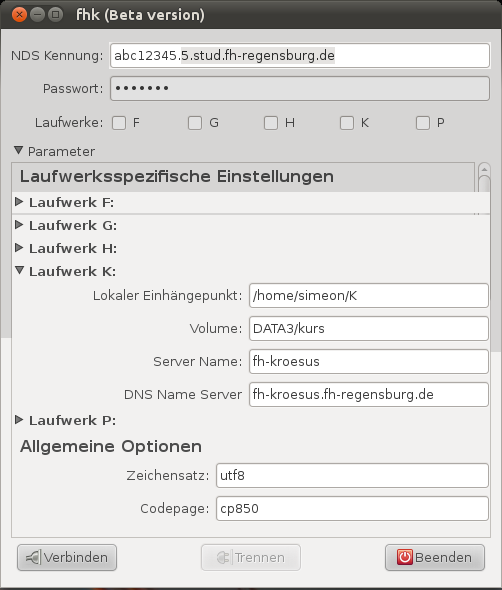 fhk (Beta version)
NDS Kennung: abc12345.5.stud.fh-regensburg.de
Passwort: •••••••
Laufwerke: F G H K P
Parameter
Laufwerksspezifische Einstellungen
Laufwerk F:
Laufwerk G:
Laufwerk H:
Laufwerk K:
Lokaler Einhängepunkt: /home/simeon/K
Volume: DATA3/kurs
Server Name: fh-kroesus
DNS Name Server fh-kroesus.fh-regensburg.de
Laufwerk P:
Allgemeine Optionen
Zeichensatz: utf8
Codepage: cp850
Verbinden Trennen Beenden